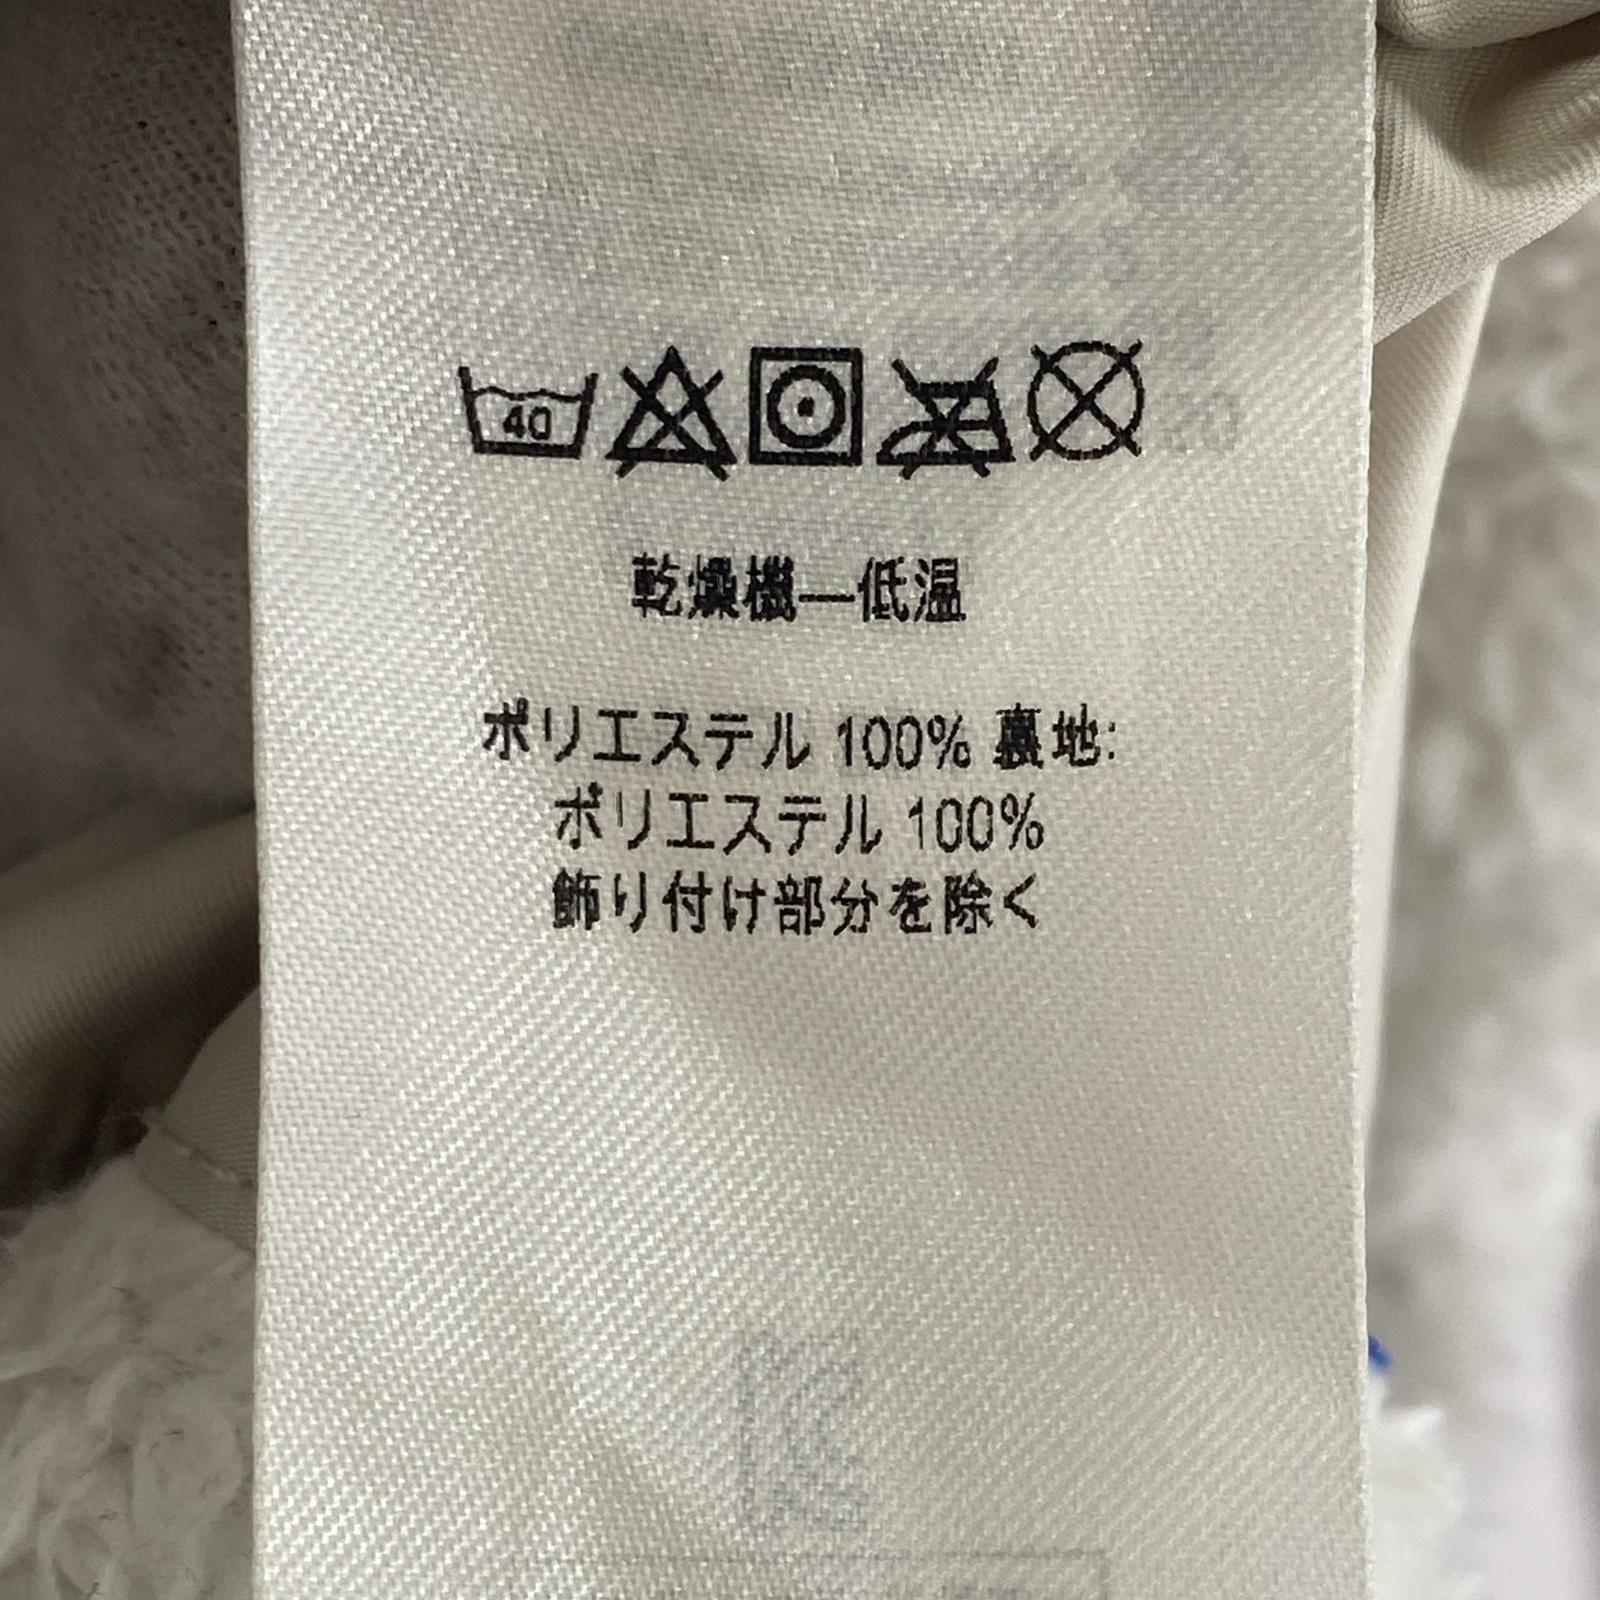 40
乾燥機—低温
ポリエステル 100% 裏地:
ポリエステル 100%
飾り付け部分を除く